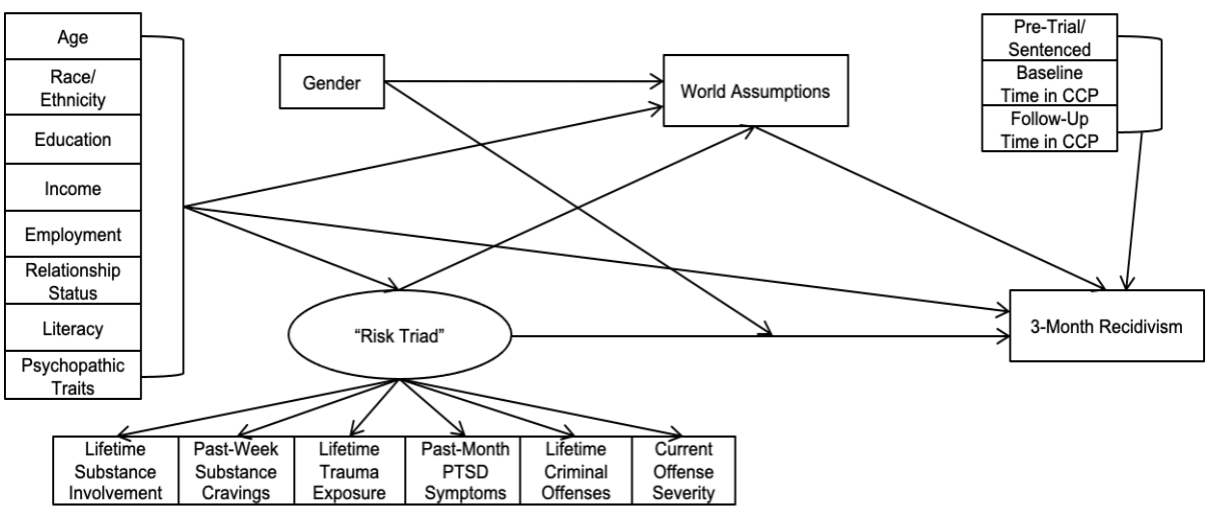 Age
Race/
Ethnicity
Education
Income
Employment
Relationship
Status
Literacy
Psychopathic
Traits
Gender
World Assumptions
Pre-Trial/
Sentenced
Baseline
Time in CCP
Follow-Up
Time in CCP
“Risk Triad”
3-Month Recidivism
Lifetime
Substance
Involvement
Past-Week
Substance
Cravings
Lifetime
Trauma
Exposure
Past-Month
PTSD
Symptoms
Lifetime
Criminal
Offenses
Current
Offense
Severity